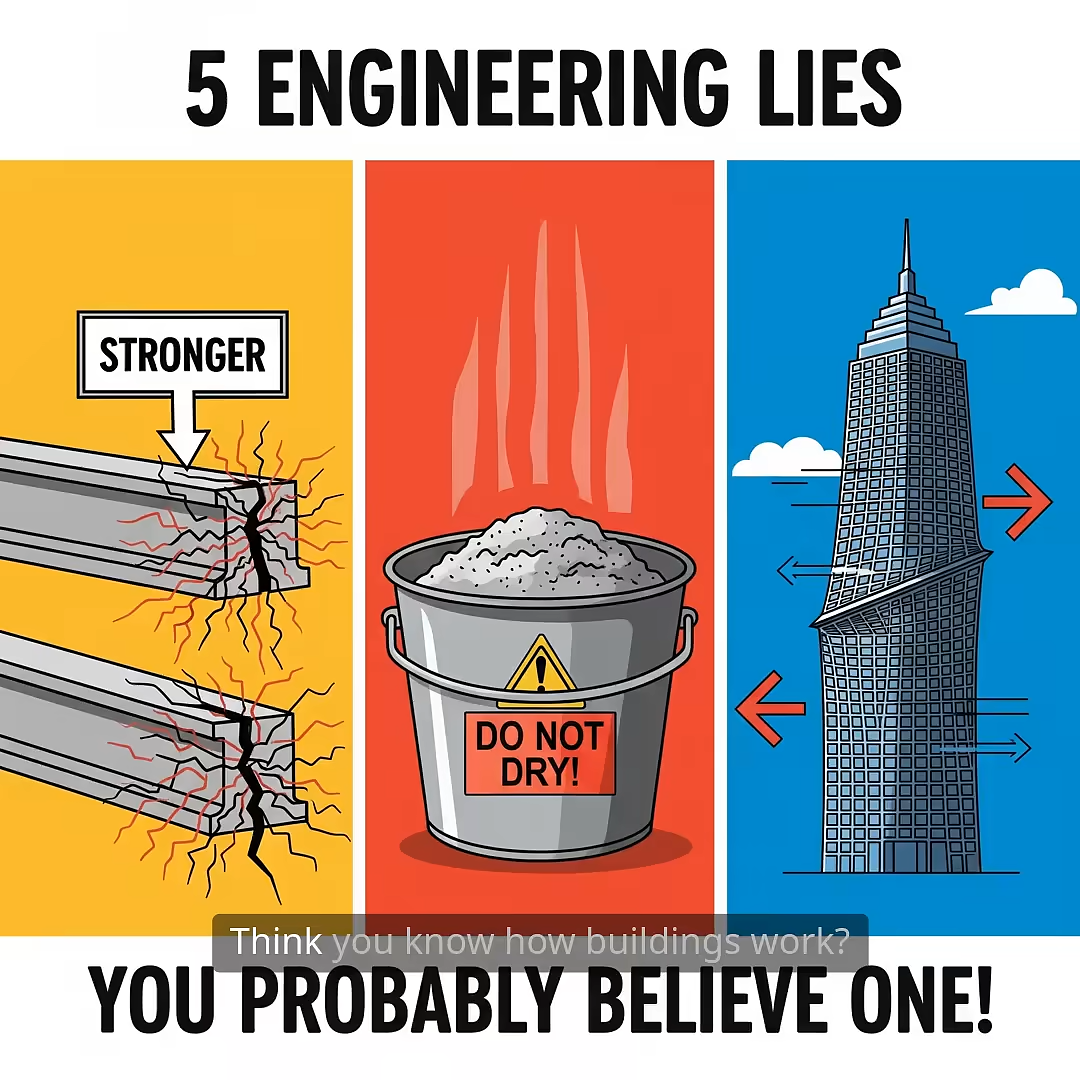 5 ENGINEERING LIES
STRONGER
DO NOT
DRY!
Think you know how buildings work?
YOU PROBABLY BELIEVE ONE!